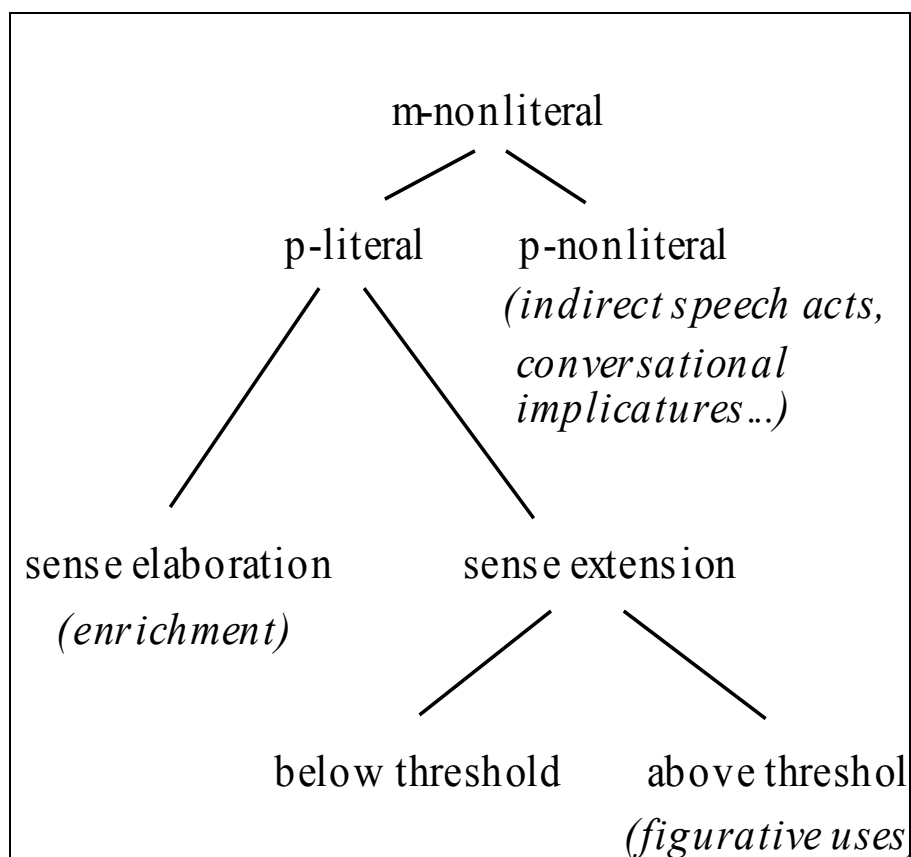 m-nonliteral
p-literal p-nonliteral
(indirect speech acts,
conversational
implicatures...)
sense elaboration sense extension
(enrichment)
below threshold above threshol
(figurative uses